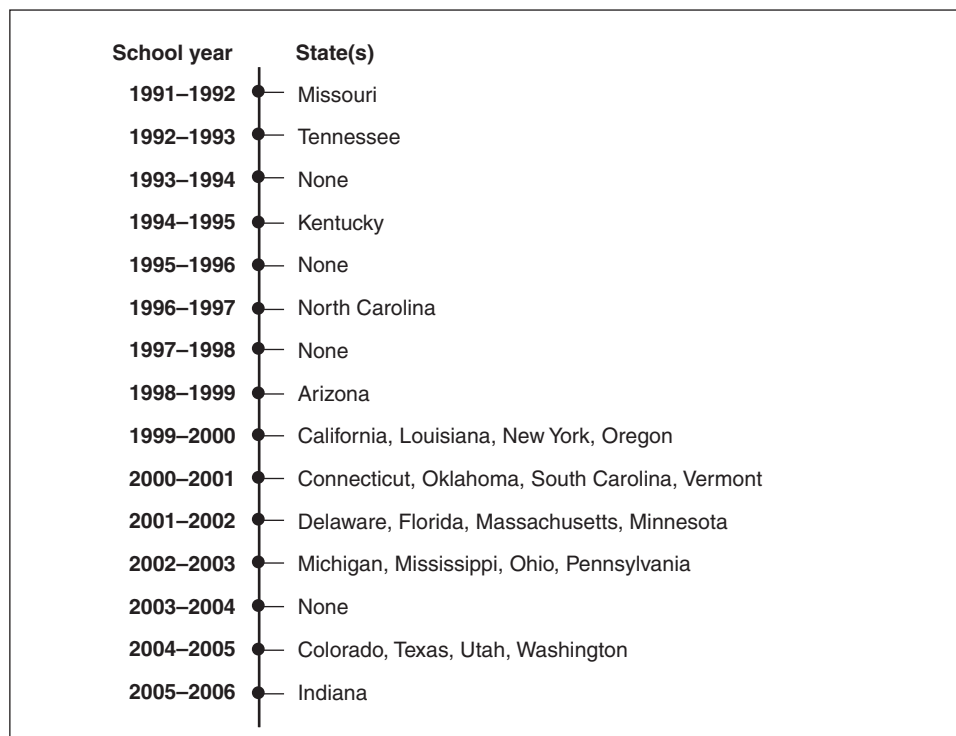 School year State(s)
1991–1992 Missouri
1992–1993 Tennessee
1993–1994 None
1994–1995 Kentucky
1995–1996 None
1996–1997 North Carolina
1997–1998 None
1998–1999 Arizona
1999–2000 California, Louisiana, New York, Oregon
2000–2001 Connecticut, Oklahoma, South Carolina, Vermont
2001–2002 Delaware, Florida, Massachusetts, Minnesota
2002–2003 Michigan, Mississippi, Ohio, Pennsylvania
2003–2004 None
2004–2005 Colorado, Texas, Utah, Washington
2005–2006 Indiana